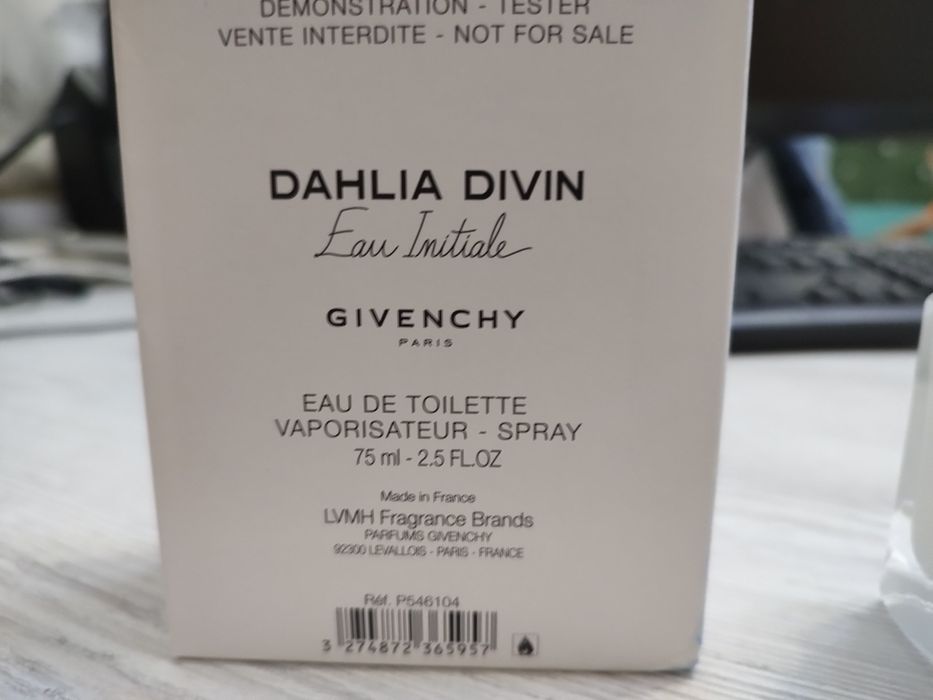 DEMONSTRATION - TESTER
VENTE INTERDITE - NOT FOR SALE
DAHLIA DIVIN
Eau Initiale
GIVENCHY
PARIS
EAU DE TOILETTE
VAPORISATEUR - SPRAY
75 ml - 2.5 FL.OZ
Made in France
LVMH Fragrance Brands
PARFUMS GIVENCHY
92300 LEVALLOIS - PARIS - FRANCE
Réf. P546104
3 274872 365957